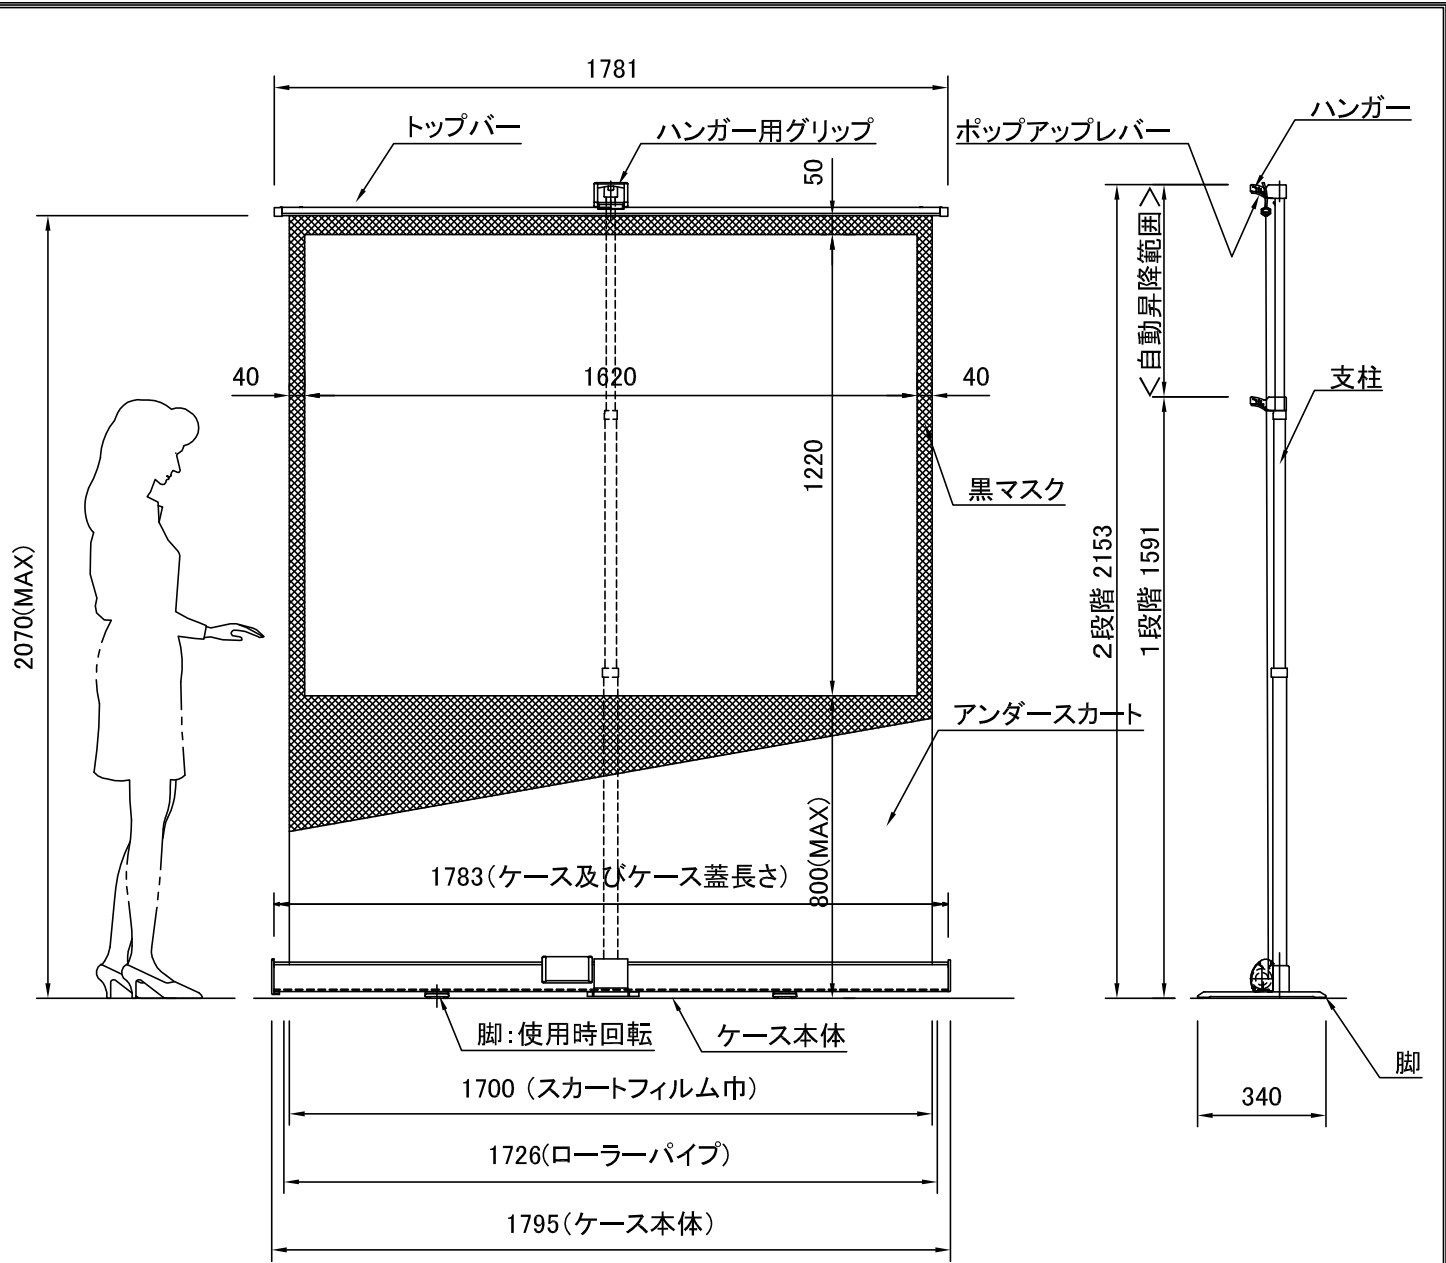 1781
トップバー
ハンガー用グリップ
ポップアップレバー
ハンガー
50
<自動昇降範囲>
40
1620
40
支柱
1220
黒マスク
2070(MAX)
2段階 2153
1段階 1591
アンダースカート
800(MAX)
1783(ケース及びケース蓋長さ)
脚:使用時回転
ケース本体
脚
1700 (スカートフィルム巾)
340
1726(ローラーパイプ)
1795(ケース本体)